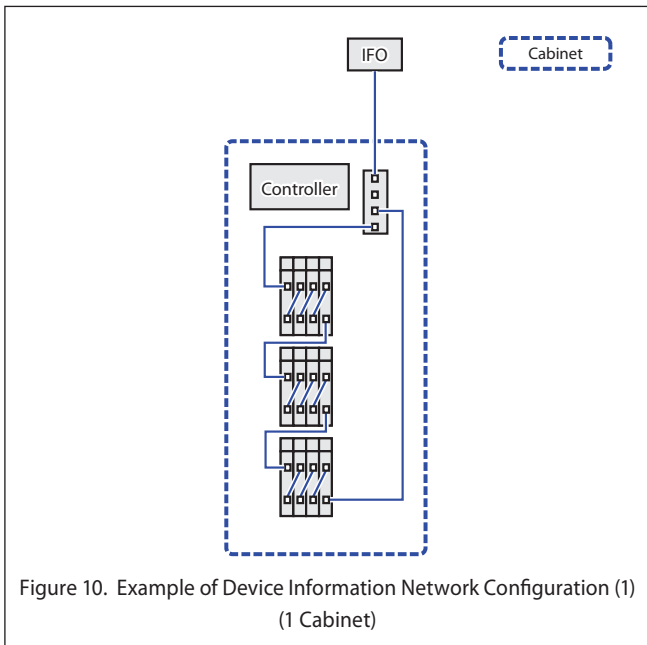 IFO
Cabinet
Controller
Figure 10. Example of Device Information Network Configuration (1)
(1 Cabinet)